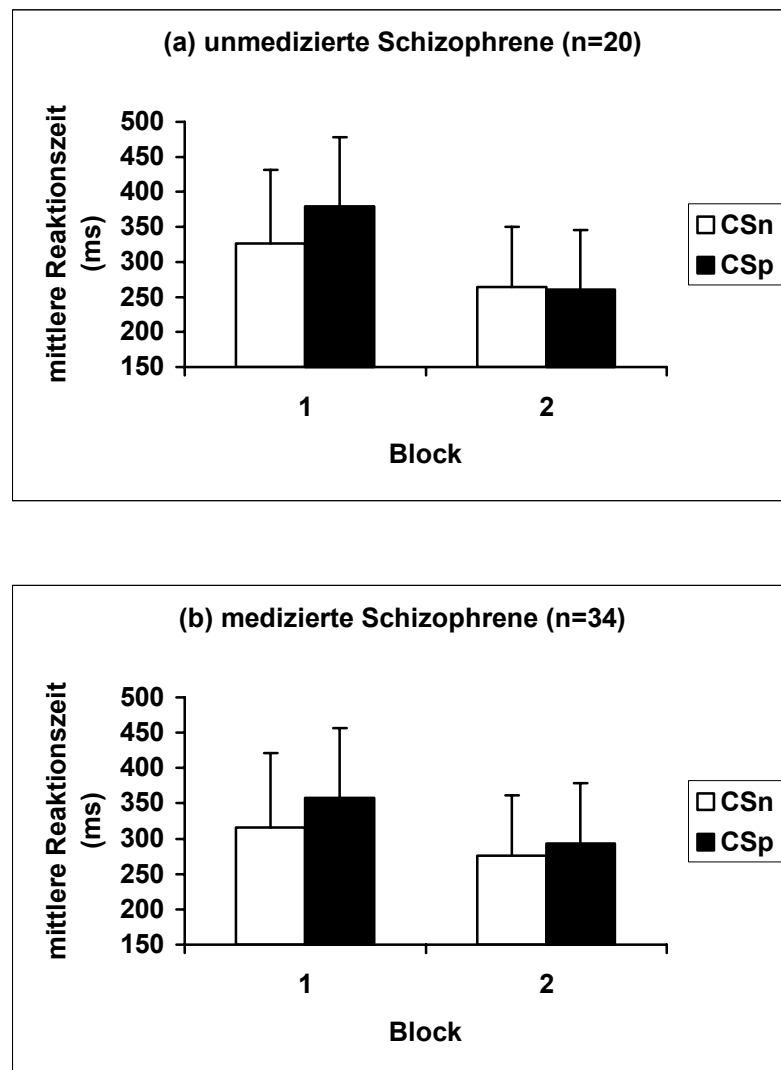 (a) unmedizierte Schizophrene (n=20)
mittlere Reaktionszeit
(ms)
500
450
400
350
300
250
200
150
1 2
Block
CSn
CSp
(b) medizierte Schizophrene (n=34)
mittlere Reaktionszeit
(ms)
500
450
400
350
300
250
200
150
1 2
Block
CSn
CSp